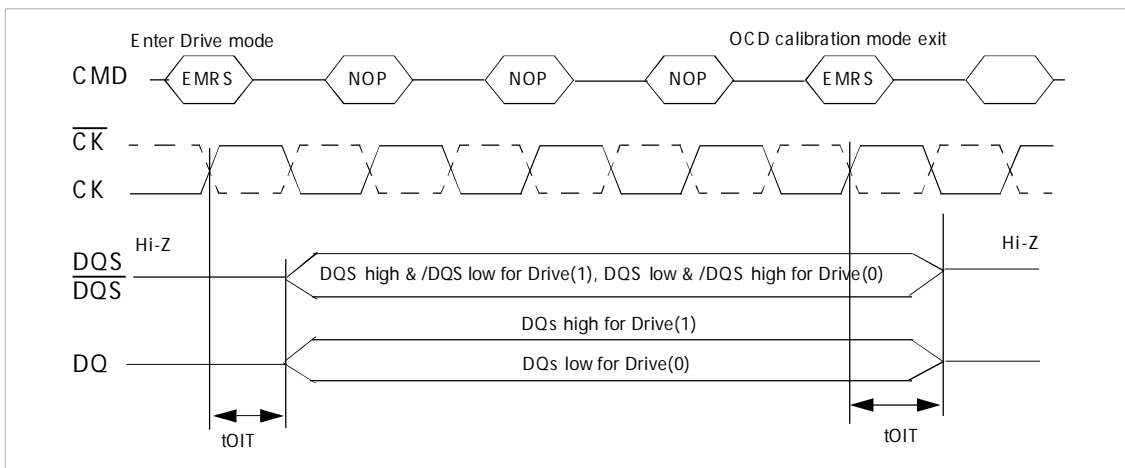 Enter Drive mode
OCD calibration mode exit
CMD
EMRS
NOP
NOP
NOP
EMRS
CK
CK
Hi-Z
Hi-Z
DQS
DQS
DQS high & /DQS low for Drive(1), DQS low & /DQS high for Drive(0)
DQs high for Drive(1)
DQ
DQs low for Drive(0)
tOIT
tOIT